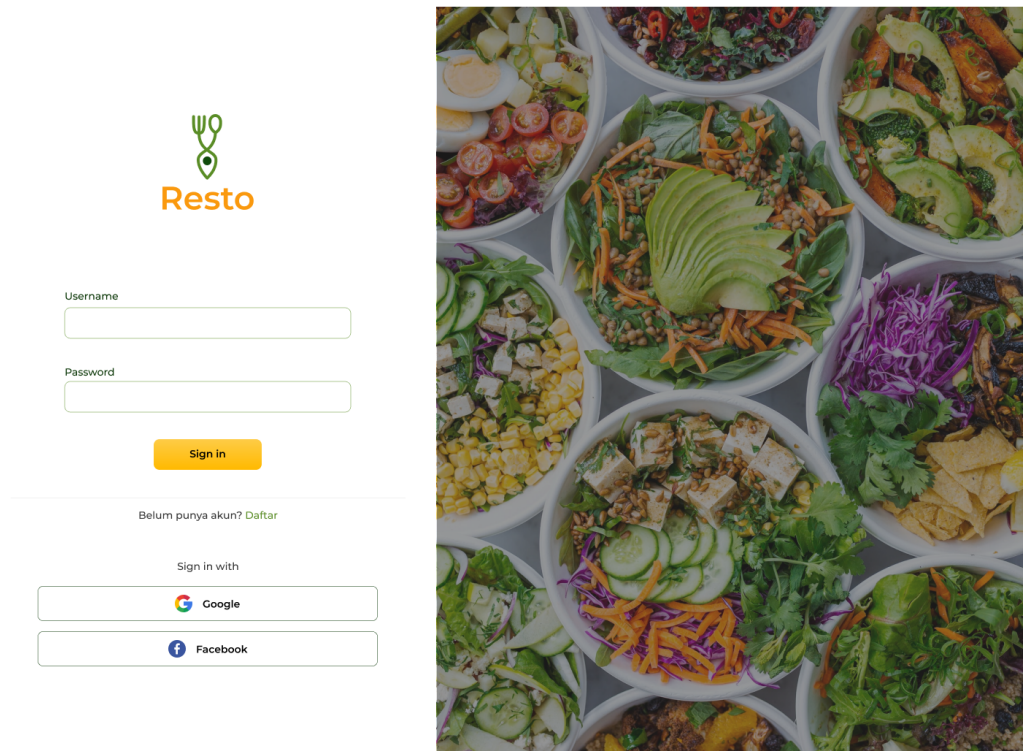 Resto
Username
Password
Sign in
Belum punya akun? Daftar
Sign in with
Google
Facebook